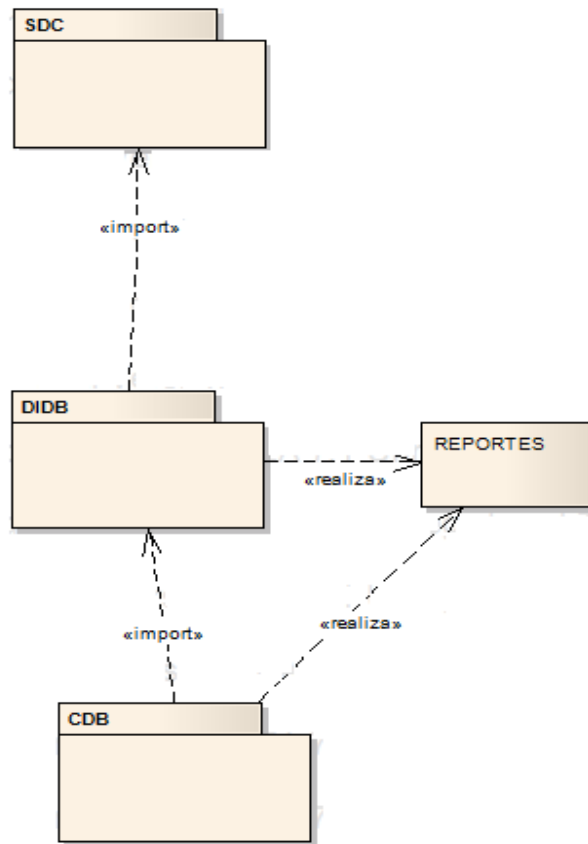 SDC
«import»
DIDB
REPORTES
«realiza»
«import»
«realiza»
CDB